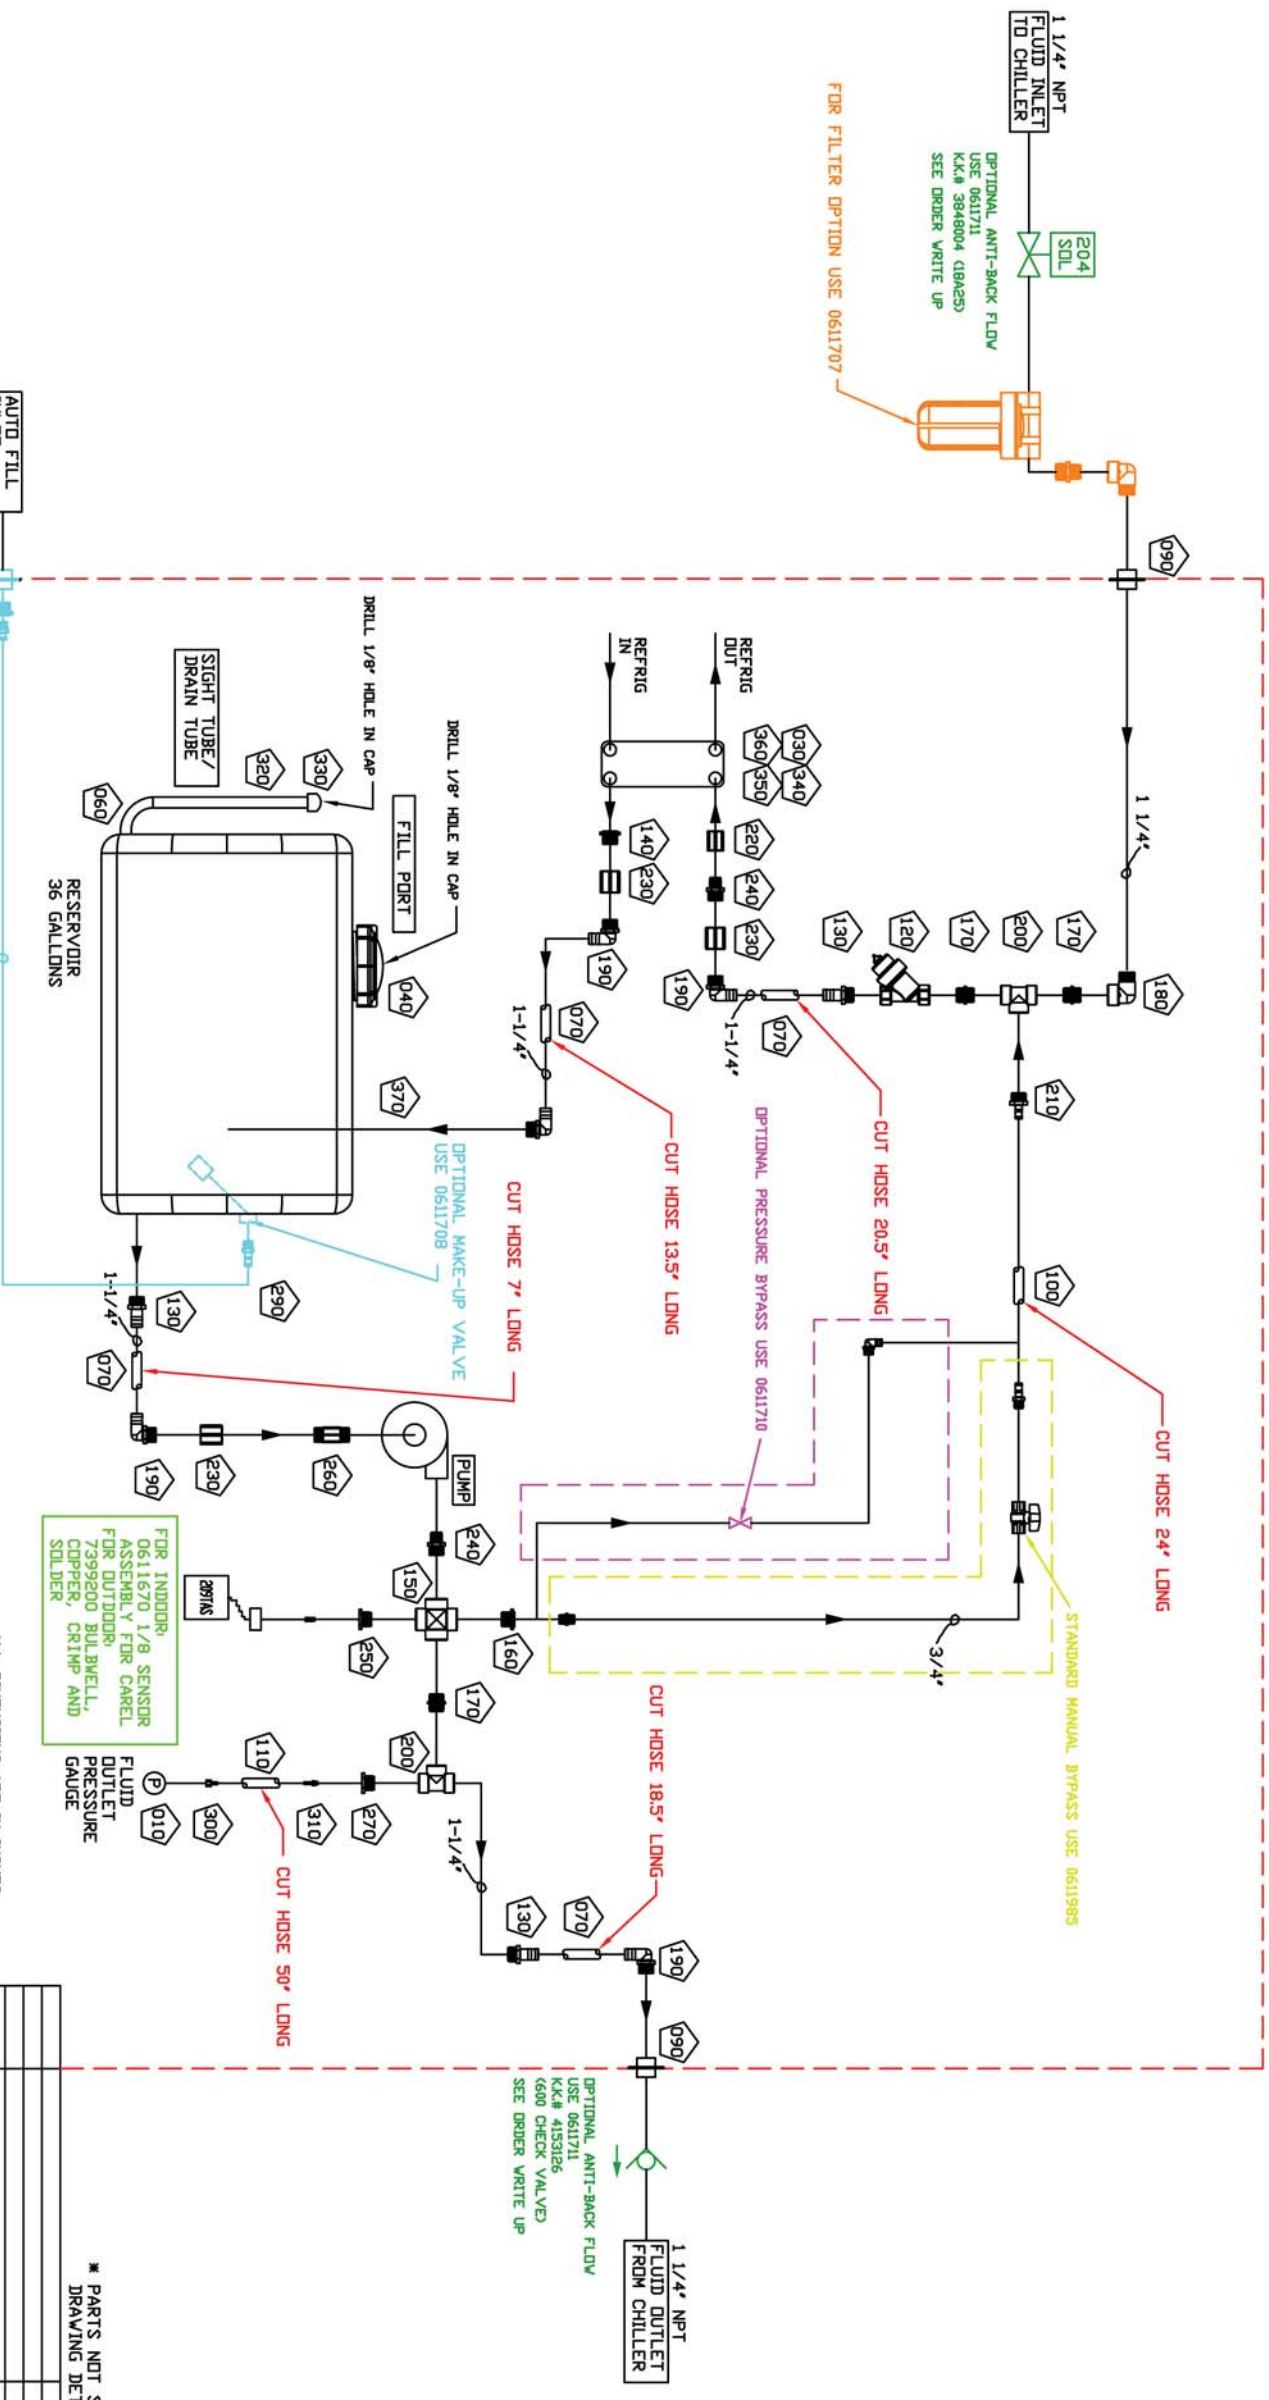 1 1/4" NPT
FLUID INLET
TO CHILLER
204
SOL
OPTIONAL ANTI-BACK FLOW
USE 0611711
K.K.# 3848004 (18A25)
SEE ORDER WRITE UP
FOR FILTER OPTION USE 0611707
AUTO FILL
090
1 1/4"
180
170
200
170
120
130
210
100
CUT HOSE 24" LONG
REFRIG
OUT
REFRIG
IN
360
030
350
340
220
240
230
190
070
1-1/4"
CUT HOSE 20.5" LONG
140
230
190
070
1-1/4"
CUT HOSE 13.5" LONG
DRILL 1/8" HOLE IN CAP
DRILL 1/8" HOLE IN CAP
SIGHT TUBE/
DRAIN TUBE
320
330
060
FILL PORT
040
370
RESERVOIR
36 GALLONS
OPTIONAL MAKE-UP VALVE
USE 0611708
290
130
1-1/4"
070
CUT HOSE 7" LONG
190
230
260
PUMP
240
150
160
250
289TAS
170
200
OPTIONAL PRESSURE BYPASS USE 0611710
STANDARD MANUAL BYPASS USE 0611985
3/4"
FOR INDOOR:
0611670 1/8 SENSOR
ASSEMBLY FOR CAREL
FOR OUTDOOR:
7399200 BULBWELL,
COPPER, CRIMP AND
SOLDER
FLUID
OUTLET
PRESSURE
GAUGE
P
010
300
110
310
270
CUT HOSE 50" LONG
1-1/4"
130
070
CUT HOSE 18.5" LONG
190
090
OPTIONAL ANTI-BACK FLOW
USE 0611711
K.K.# 4153126
(600 CHECK VALVE)
SEE ORDER WRITE UP
1 1/4" NPT
FLUID OUTLET
FROM CHILLER
* PARTS NOT
DRAWING